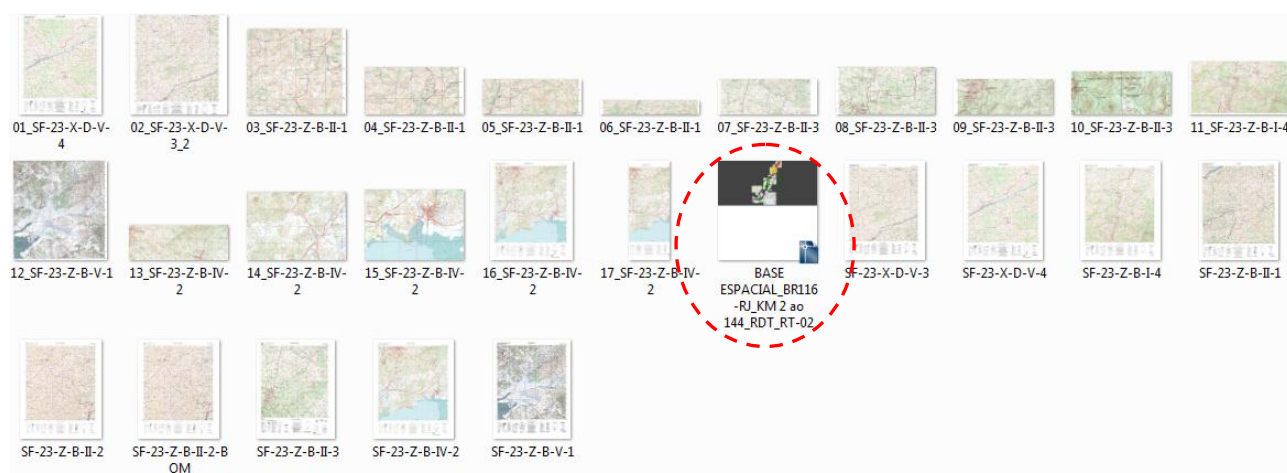 01_SF-23-X-D-V-
4
02_SF-23-X-D-V-
3_2
03_SF-23-Z-B-II-1
04_SF-23-Z-B-II-1
05_SF-23-Z-B-II-1
06_SF-23-Z-B-II-1
07_SF-23-Z-B-II-3
08_SF-23-Z-B-II-3
09_SF-23-Z-B-II-3
10_SF-23-Z-B-II-3
11_SF-23-Z-B-I-4
12_SF-23-Z-B-V-1
13_SF-23-Z-B-IV-
2
14_SF-23-Z-B-IV-
2
15_SF-23-Z-B-IV-
2
16_SF-23-Z-B-IV-
2
17_SF-23-Z-B-IV-
2
BASE
ESPACIAL_BR116
-RJ_KM 2 ao
144_RDT_RT-02
SF-23-X-D-V-3
SF-23-X-D-V-4
SF-23-Z-B-I-4
SF-23-Z-B-II-1
SF-23-Z-B-II-2
SF-23-Z-B-II-2-B
OM
SF-23-Z-B-II-3
SF-23-Z-B-IV-2
SF-23-Z-B-V-1